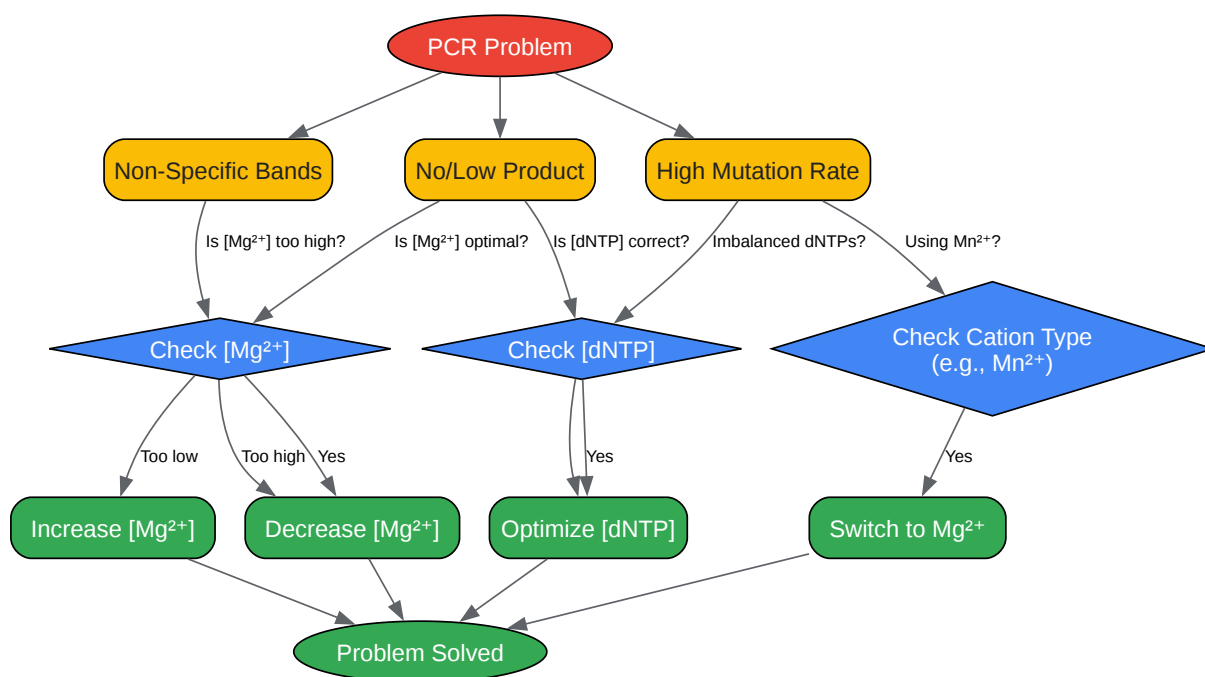 PCR Problem
Non-Specific Bands
No/Low Product
High Mutation Rate
Is [Mg²⁺] too high?
Is [Mg²⁺] optimal?
Is [dNTP] correct?
Imbalanced dNTPs?
Using Mn²⁺?
Check [Mg²⁺]
Check [dNTP]
Check Cation Type
(e.g., Mn²⁺)
Too low
Too high
Yes
Yes
Yes
Increase [Mg²⁺]
Decrease [Mg²⁺]
Optimize [dNTP]
Switch to Mg²⁺
Problem Solved